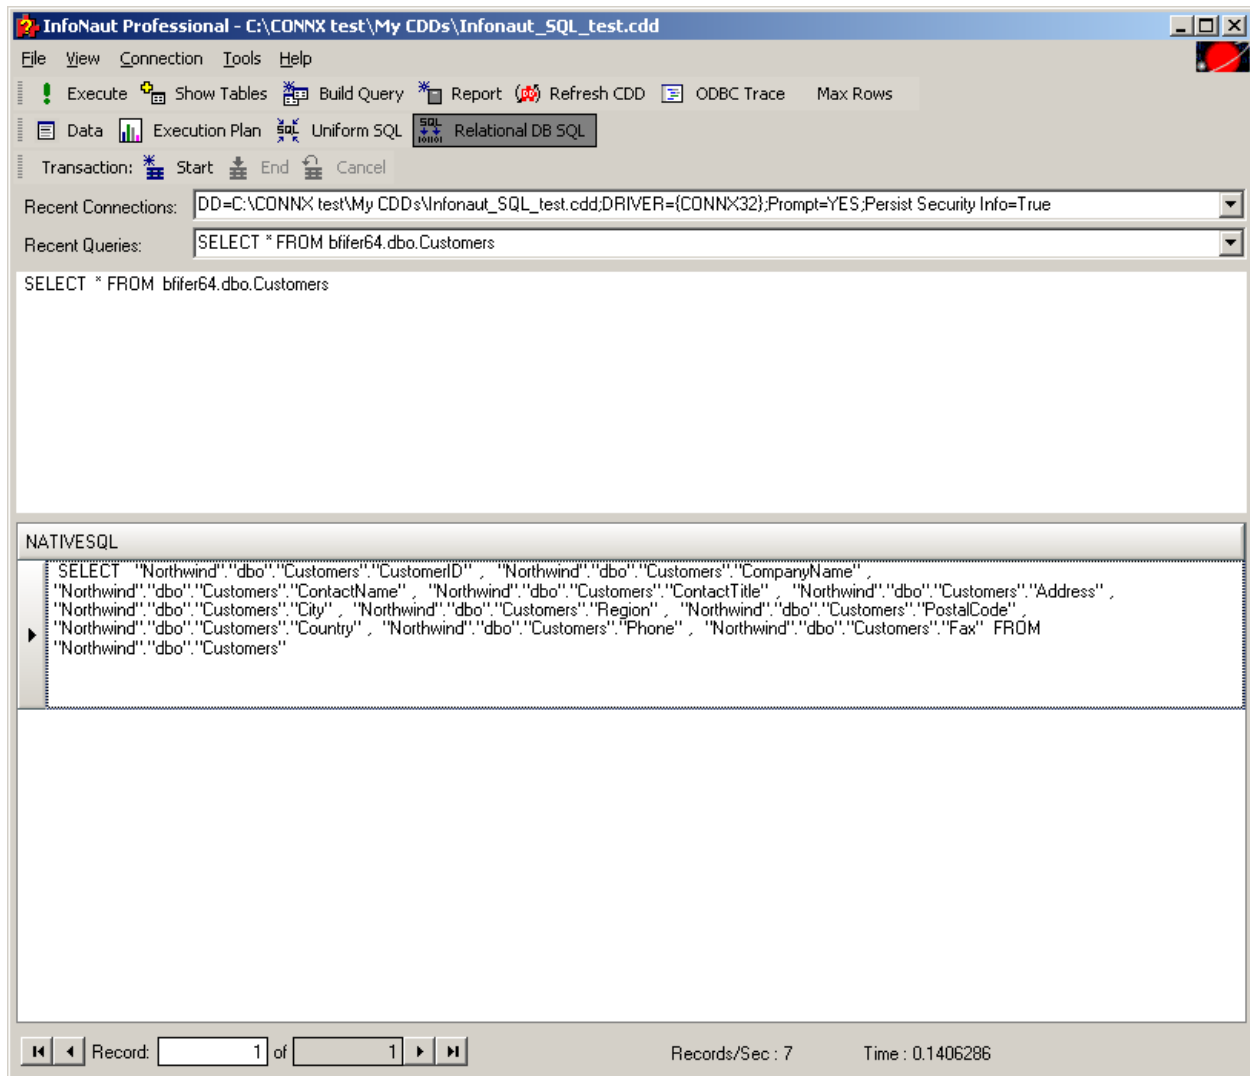 InfoNaut Professional - C:\CONNX test\My CDDs\Infonaut_SQL_test.cdd
File View Connection Tools Help
Execute Show Tables Build Query Report Refresh CDD ODBC Trace Max Rows
Data Execution Plan Uniform SQL Relational DB SQL
Transaction: Start End Cancel
Recent Connections: DD=C:\CONNX test\My CDDs\Infonaut_SQL_test.cdd;DRIVER={CONNX32};Prompt=YES;Persist Security Info=True
Recent Queries: SELECT * FROM bfifer64.dbo.Customers
SELECT * FROM bfifer64.dbo.Customers
NATIVESQL
SELECT "Northwind"."dbo"."Customers"."CustomerID" , "Northwind"."dbo"."Customers"."CompanyName" ,
"Northwind"."dbo"."Customers"."ContactName" , "Northwind"."dbo"."Customers"."ContactTitle" , "Northwind"."dbo"."Customers"."Address" ,
"Northwind"."dbo"."Customers"."City" , "Northwind"."dbo"."Customers"."Region" , "Northwind"."dbo"."Customers"."PostalCode" ,
"Northwind"."dbo"."Customers"."Country" , "Northwind"."dbo"."Customers"."Phone" , "Northwind"."dbo"."Customers"."Fax" FROM
"Northwind"."dbo"."Customers"
Record: 1 of 1 Records/Sec : 7 Time : 0.1406286